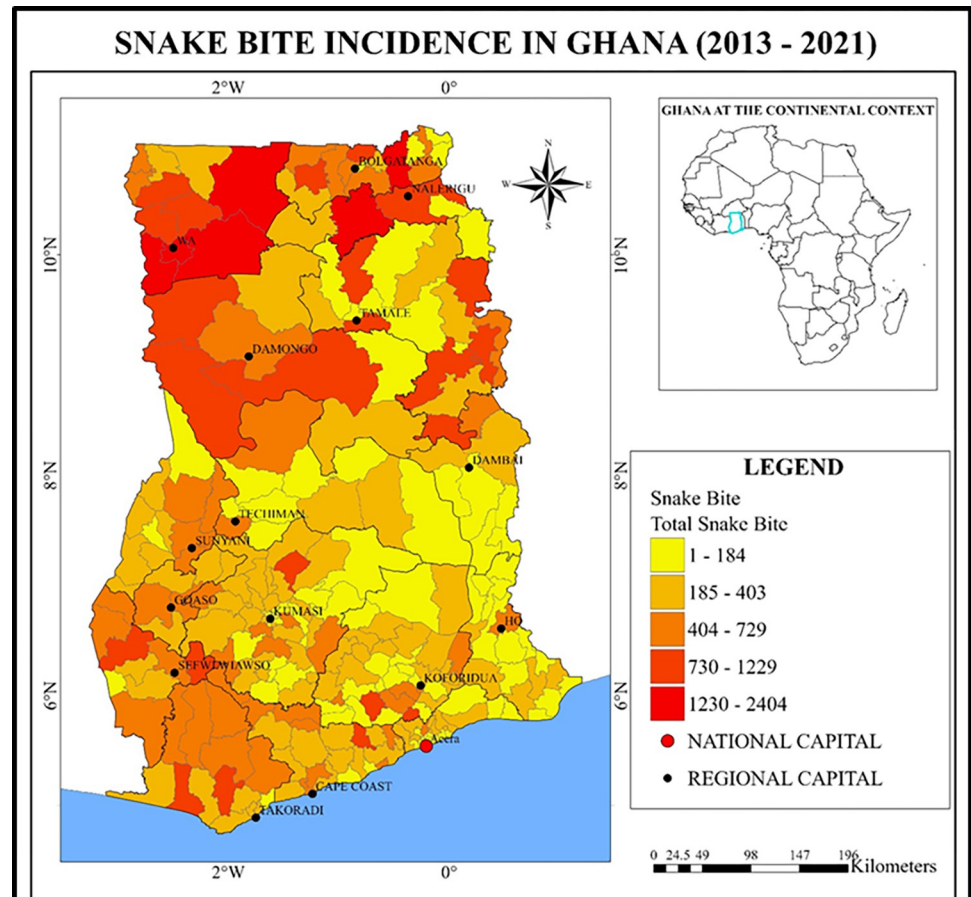 SNAKE BITE INCIDENCE IN GHANA (2013 - 2021)
2°W 0°
GHANA AT THE CONTINENTAL CONTEXT
N
W E
S
BOLGATANGA
NALERIGU
WA
10°N 10°N
TAMALE
DAMONGO
DAMBAI
8°N 8°N
TECHIMAN
SUNYANI
GOASO
KUMASI
HO
SEFWIWIAWSO
KOFORIDUA
6°N 6°N
Accra
CAPE COAST
TAKORADI
2°W 0°
LEGEND
Snake Bite
Total Snake Bite
1 - 184
185 - 403
404 - 729
730 - 1229
1230 - 2404
NATIONAL CAPITAL
REGIONAL CAPITAL
0 24.5 49 98 147 196
Kilometers